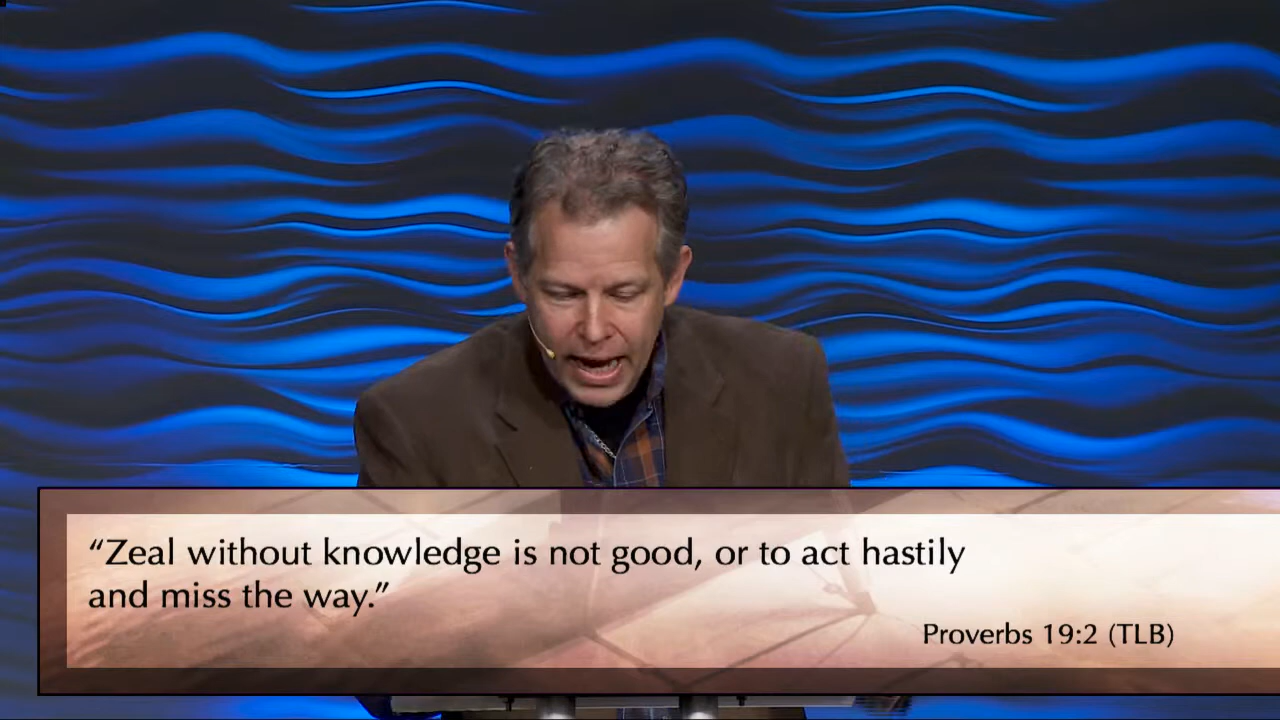 “Zeal without knowledge is not good, or to act hastily
and miss the way.”
Proverbs 19:2 (TLB)